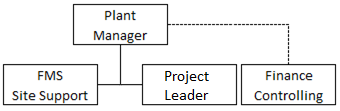 Plant
Manager
FMS
Site Support
Project
Leader
Finance
Controlling